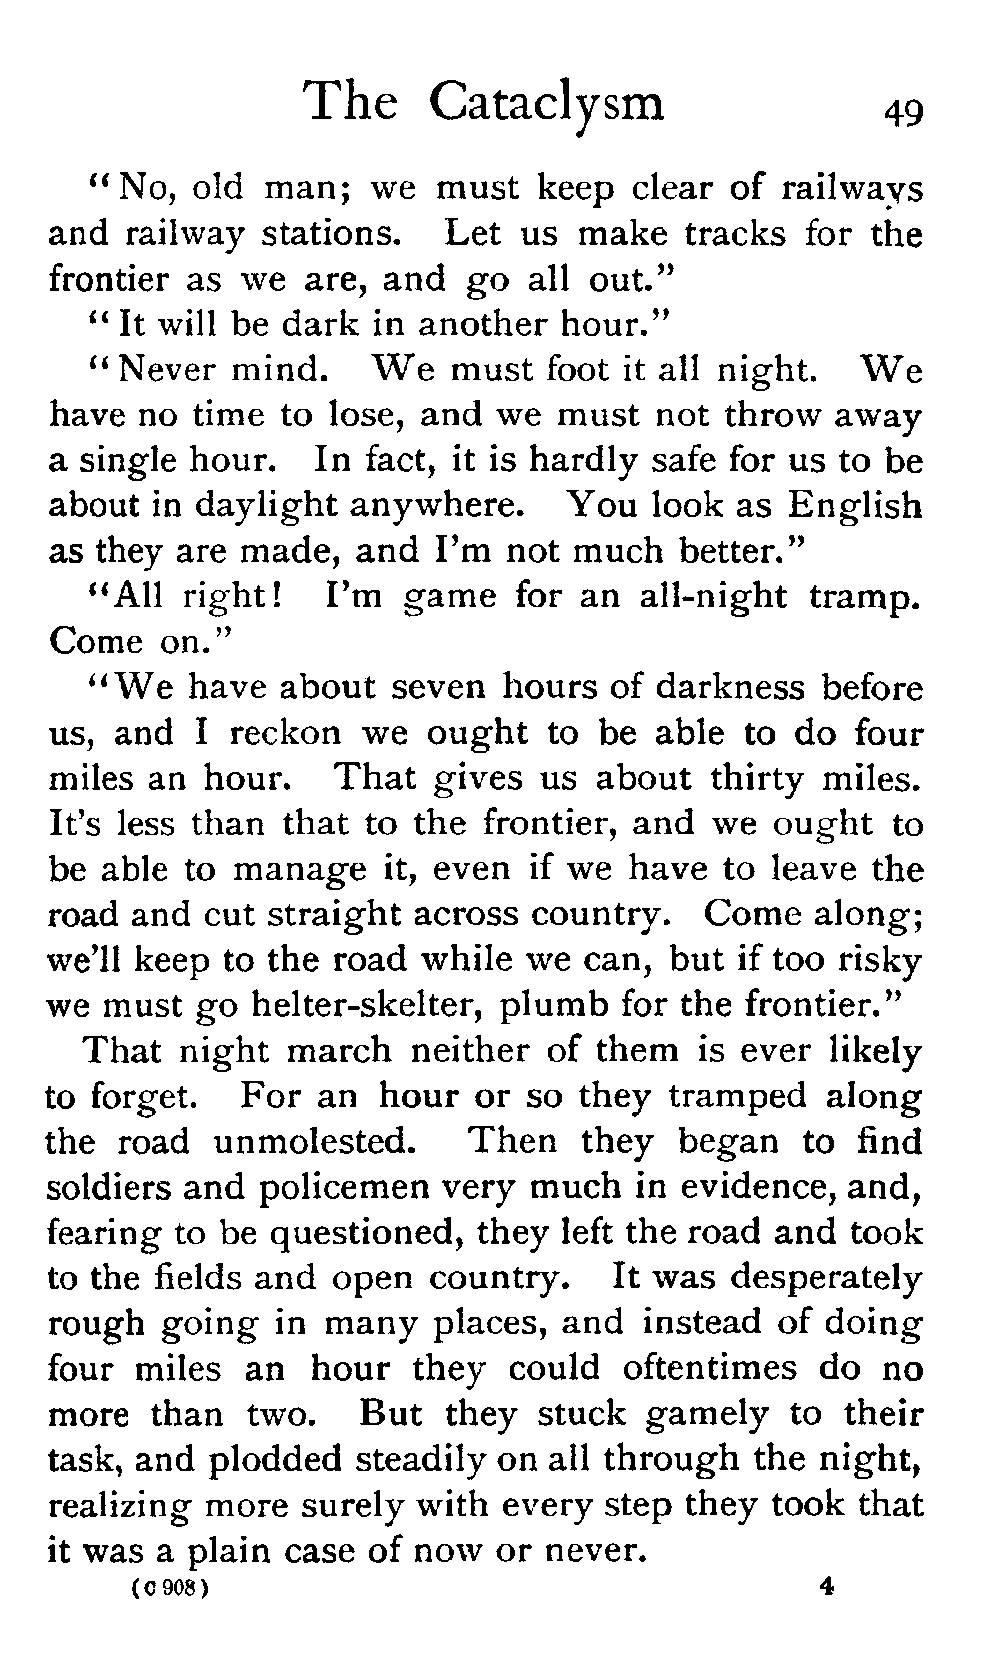 The Cataclysm 49
“No, old man; we must keep clear of railways
and railway stations. Let us make tracks for the
frontier as we are, and go all out.”
“It will be dark in another hour.”
“Never mind. We must foot it all night. We
have no time to lose, and we must not throw away
a single hour. In fact, it is hardly safe for us to be
about in daylight anywhere. You look as English
as they are made, and I’m not much better.”
“All right! I’m game for an all-night tramp.
Come on.”
“We have about seven hours of darkness before
us, and I reckon we ought to be able to do four
miles an hour. That gives us about thirty miles.
It’s less than that to the frontier, and we ought to
be able to manage it, even if we have to leave the
road and cut straight across country. Come along;
we’ll keep to the road while we can, but if too risky
we must go helter-skelter, plumb for the frontier.”
That night march neither of them is ever likely
to forget. For an hour or so they tramped along
the road unmolested. Then they began to find
soldiers and policemen very much in evidence, and,
fearing to be questioned, they left the road and took
to the fields and open country. It was desperately
rough going in many places, and instead of doing
four miles an hour they could oftentimes do no
more than two. But they stuck gamely to their
task, and plodded steadily on all through the night,
realizing more surely with every step they took that
it was a plain case of now or never.
(C 908) 4